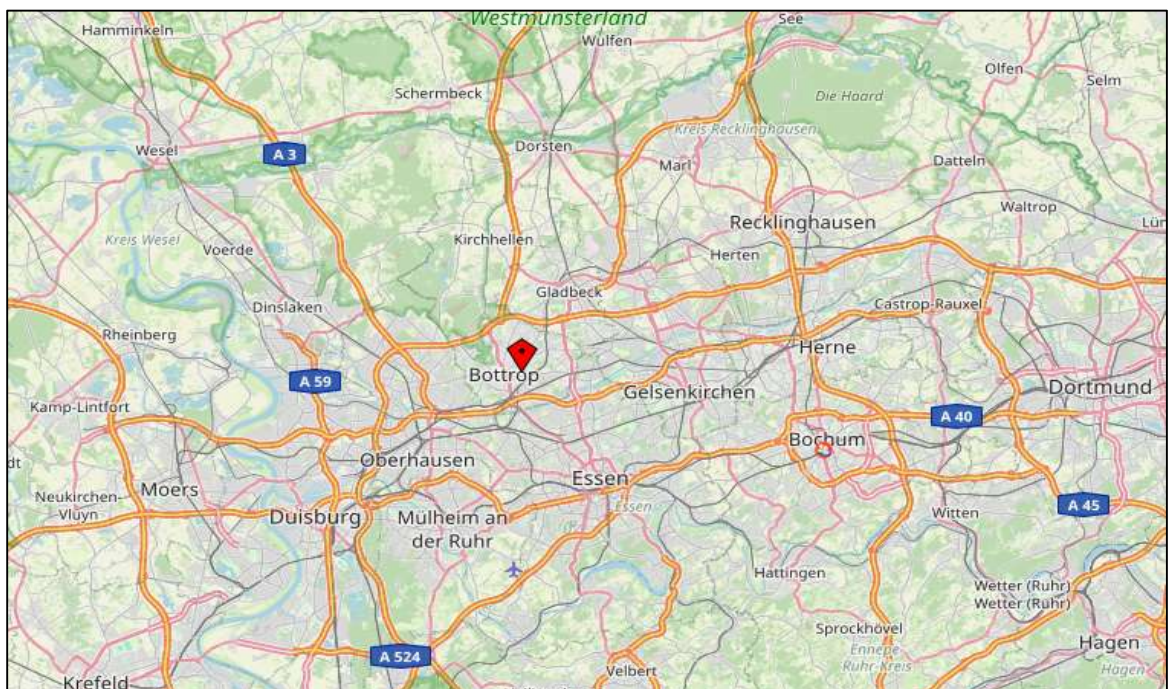 Westmünsterland
See
Hamminkeln
Wulfen
Olfen
Selm
Schermbeck
Die Haard
Kreis Recklinghausen
Wesel
A 3
Dorsten
Marl
Datteln
Waltrop
Recklinghausen
Kreis Wesel
Voerde
Kirchhellen
Herten
Gladbeck
Dinslaken
Castrop-Rauxel
Rheinberg
Herne
Bottrop
A 59
Gelsenkirchen
Dortmund
Kamp-Lintfort
A 40
Bochum
Oberhausen
Essen
Moers
Neukirchen-
Vluyn
Duisburg
Mülheim an
der Ruhr
Essen
A 45
Witten
Hattingen
Wetter (Ruhr)
Wetter (Ruhr)
Sprockhövel
Hagen
Ennepe
Ruhr-Kreis
A 524
Velbert
Hagen
Krefeld